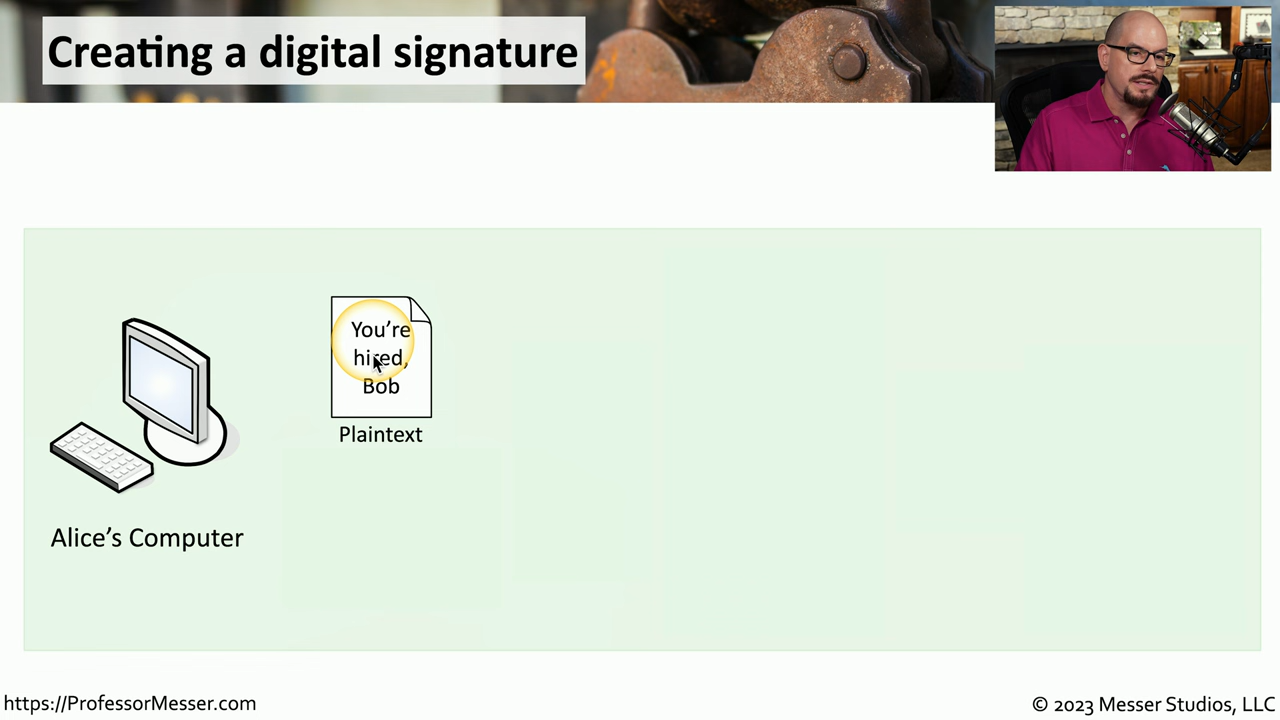 Creating a digital signature
You're
hired,
Bob
Plaintext
Alice's Computer
https://ProfessorMesser.com
© 2023 Messer Studios, LLC